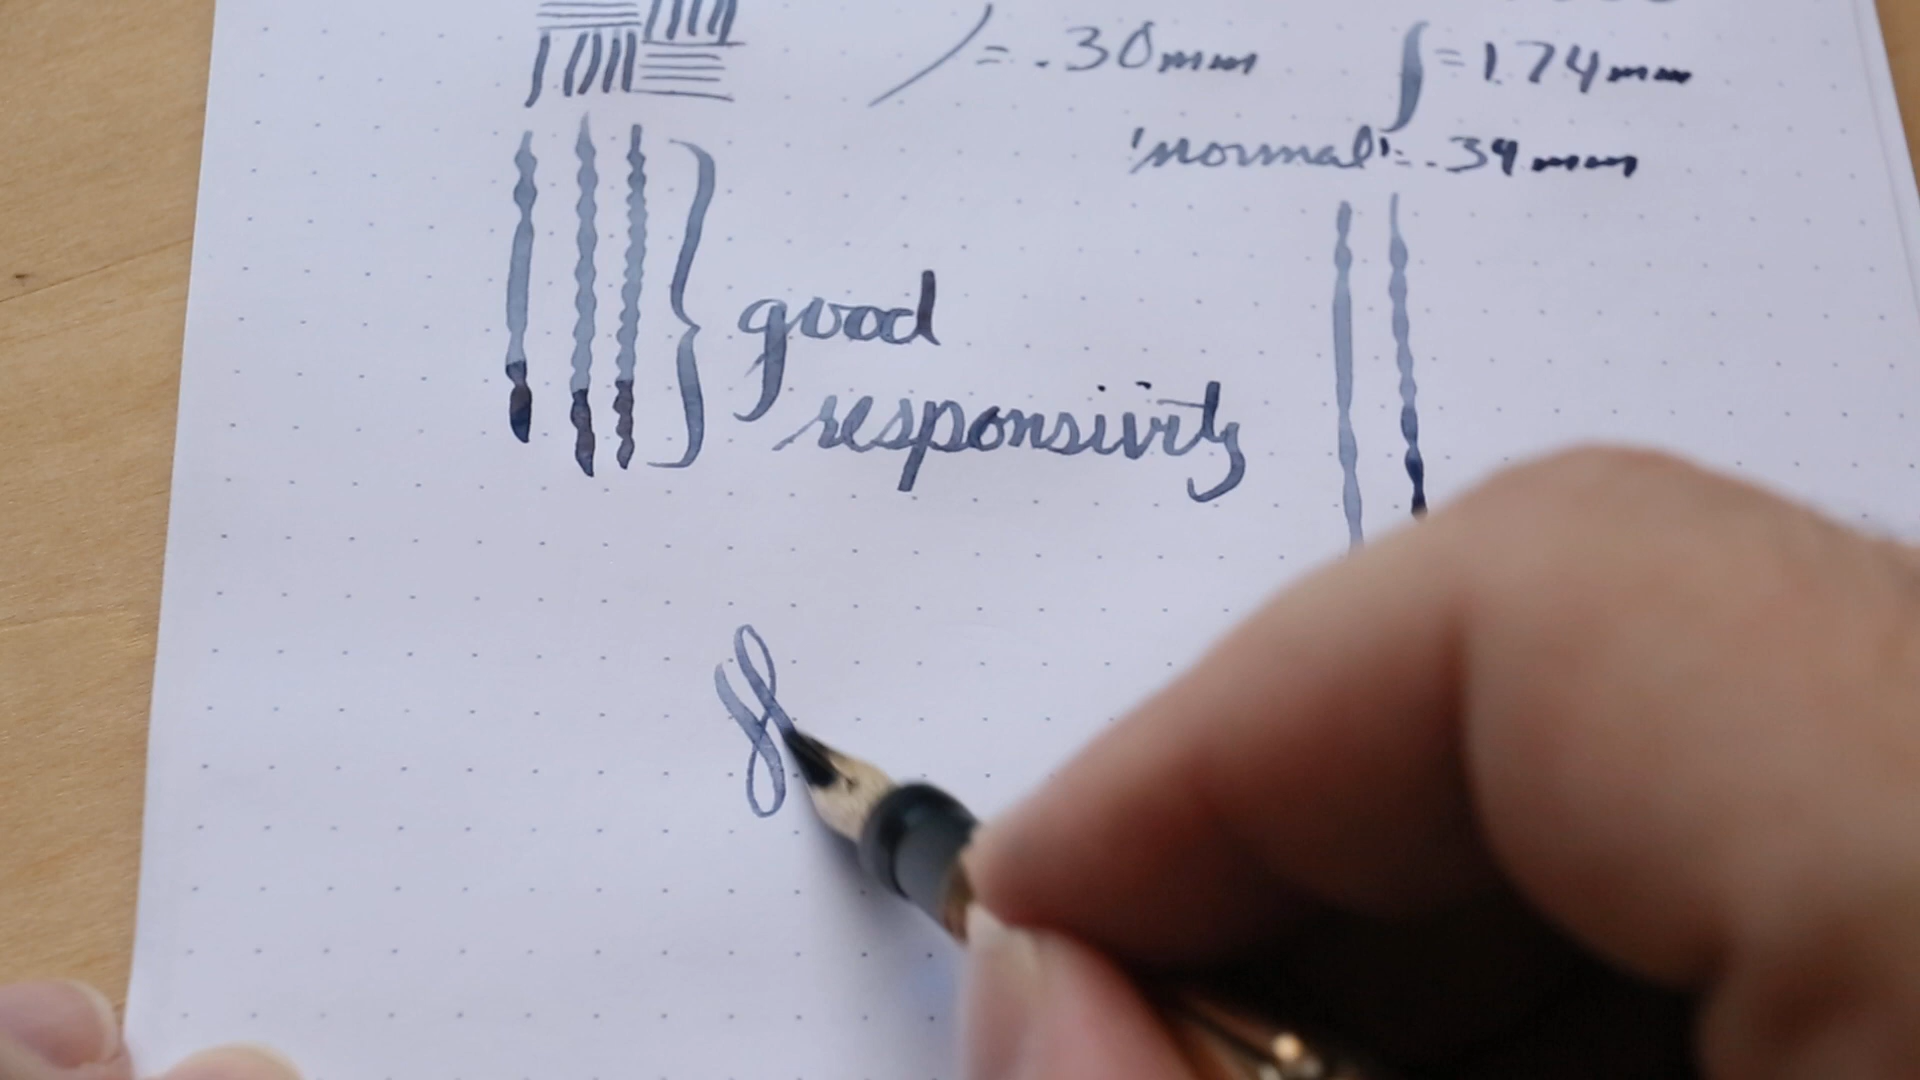 = .30mm
= 1.74mm
'normal' = .39mm
good
responsivity